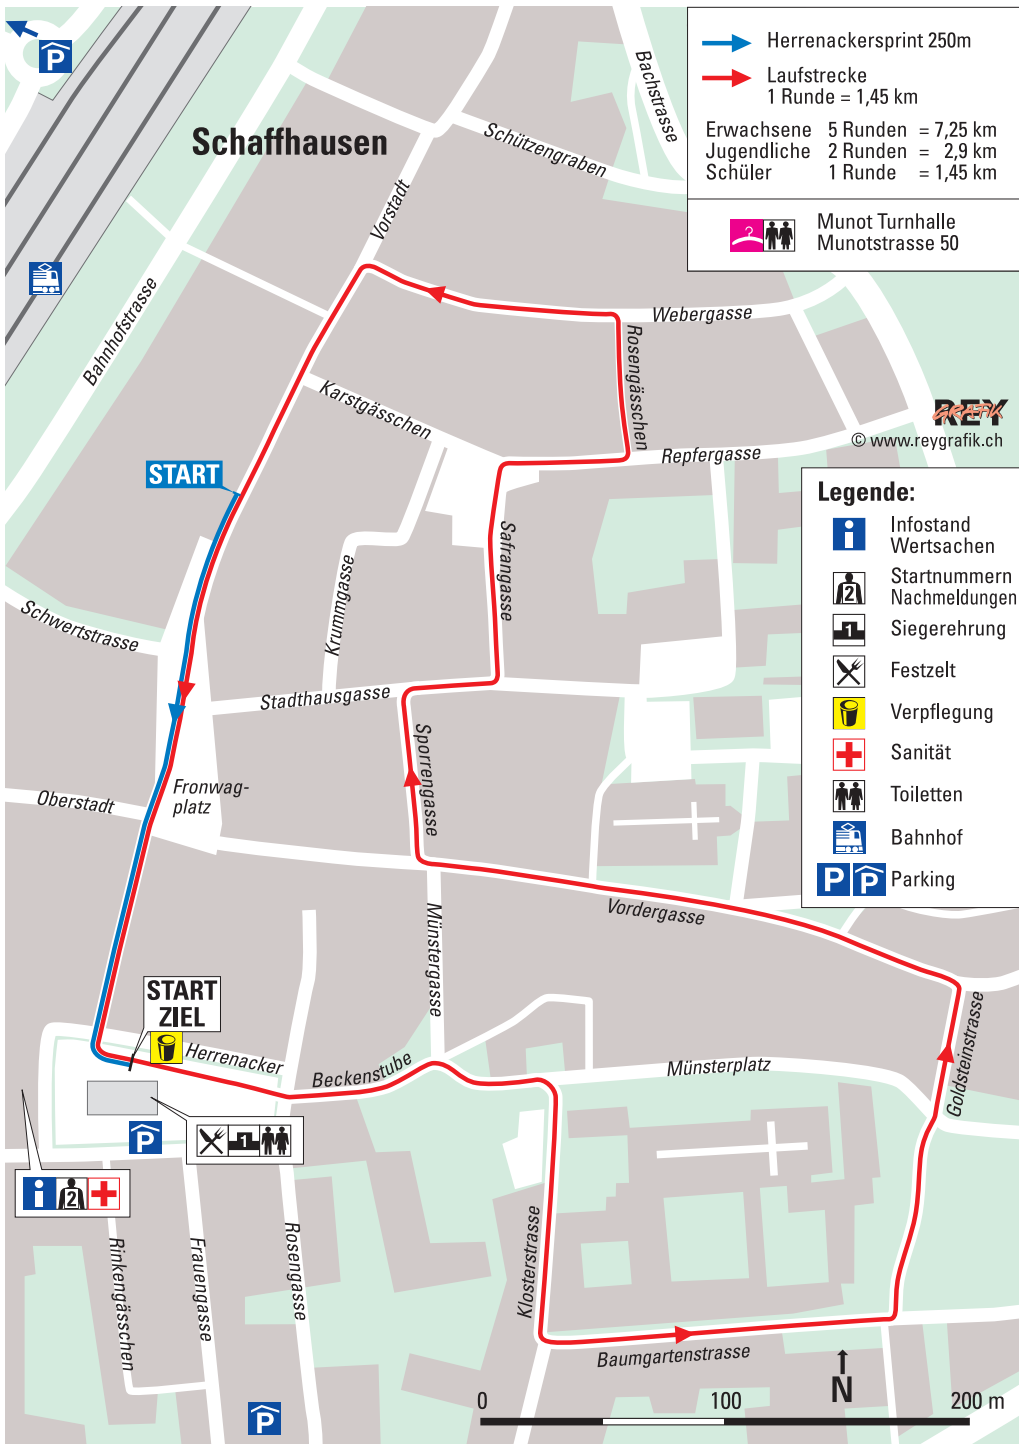 Herrenackersprint 250m
Laufstrecke
1 Runde = 1,45 km
Erwachsene 5 Runden = 7,25 km
Jugendliche 2 Runden = 2,9 km
Schüler 1 Runde = 1,45 km
Munot Turnhalle
Munotstrasse 50
P
Schaffhausen
Bachstrasse
Schützengraben
Vorstadt
Bahnhofstrasse
Webergasse
Rosengässchen
Karstgässchen
REY
GRAFIK
© www.reygrafik.ch
Repfergasse
START
Safrangasse
Krummgasse
Schwertstrasse
Stadthausgasse
Sporrengasse
Fronwag-
platz
Oberstadt
Legende:
i
Infostand
Wertsachen
2
Startnummern
Nachmeldungen
1
Siegerehrung
Festzelt
Verpflegung
Sanität
Toiletten
Bahnhof
P P Parking
Vordergasse
Münstergasse
START
ZIEL
Herrenacker
Beckenstube
Münsterplatz
Goldsteinstrasse
P
1
i 2
Klosterstrasse
Rinkengässchen
Frauengasse
Rosengasse
Baumgartenstrasse
P
N
0 100 200 m